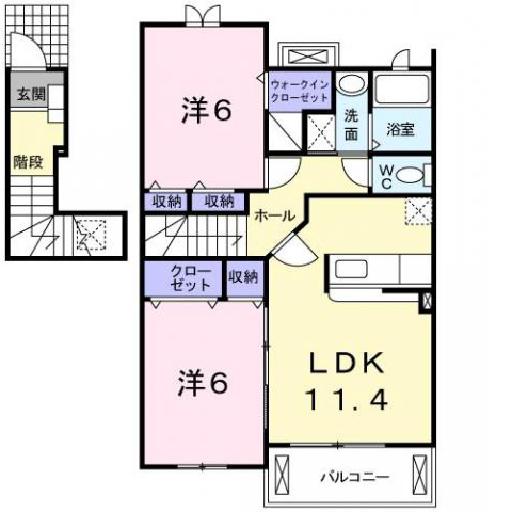 玄関
階段
洋6
ウォークイン
クローゼット
洗面
浴室
WC
収納
収納
ホール
クロー
ゼット
収納
洋6
LDK
11.4
バルコニー